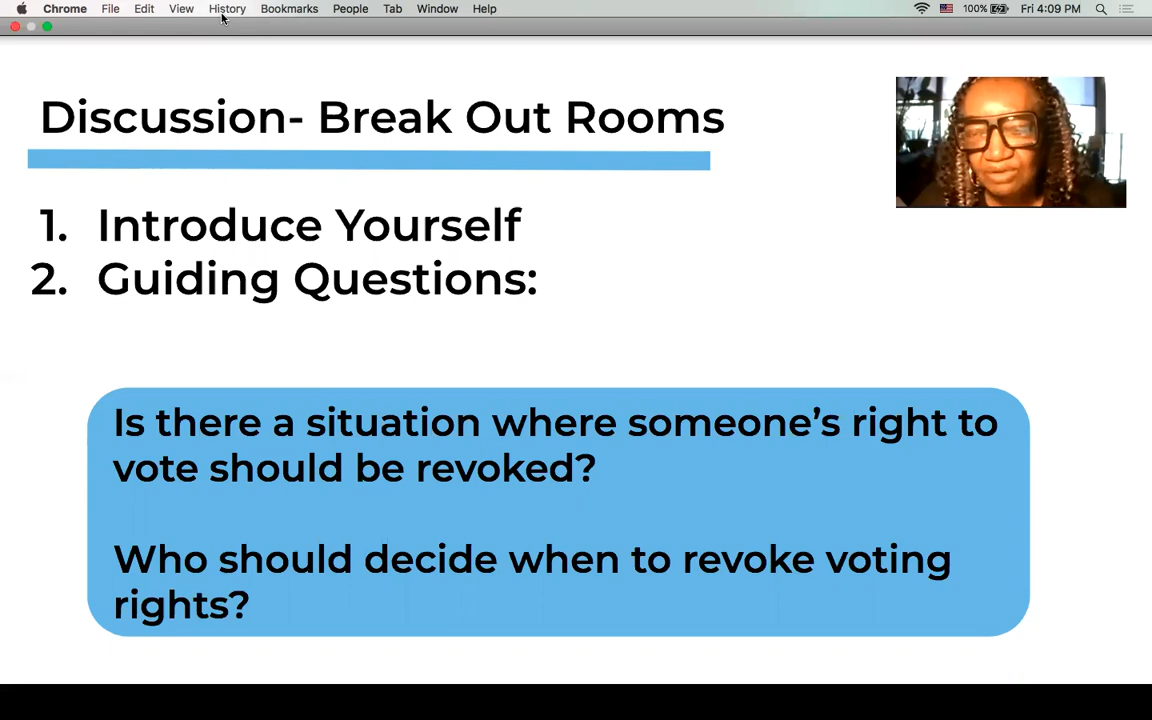 Chrome File Edit View History Bookmarks People Tab Window Help 100% Fri 4:09 PM
Discussion- Break Out Rooms
1. Introduce Yourself
2. Guiding Questions:
Is there a situation where someone’s right to
vote should be revoked?
Who should decide when to revoke voting
rights?